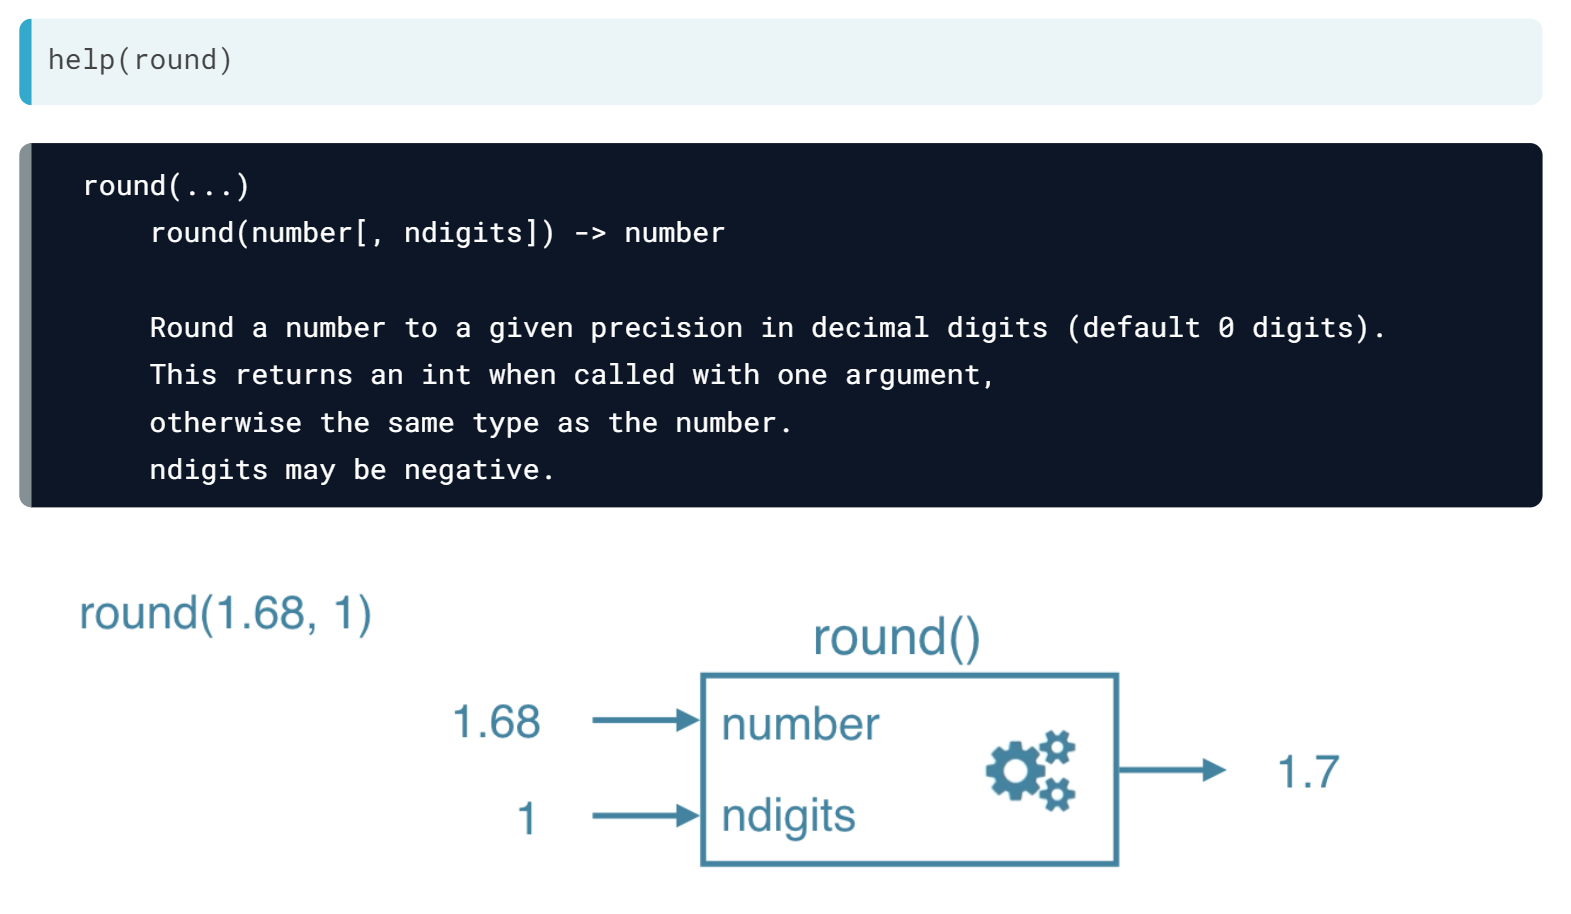 help(round)
round(...)
round(number[, ndigits]) -> number
Round a number to a given precision in decimal digits (default 0 digits).
This returns an int when called with one argument,
otherwise the same type as the number.
ndigits may be negative.
round(1.68, 1)
round()
1.68
number
1
ndigits
1.7